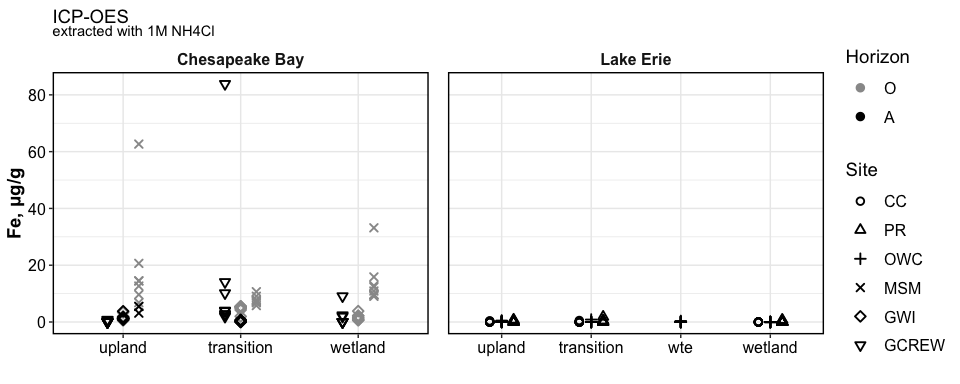 ICP-OES
extracted with 1M NH4Cl
Chesapeake Bay
Lake Erie
Fe, µg/g
80
60
40
20
0
upland
transition
wetland
upland
transition
wte
wetland
Horizon
O
A
Site
CC
PR
OWC
MSM
GWI
GCREW